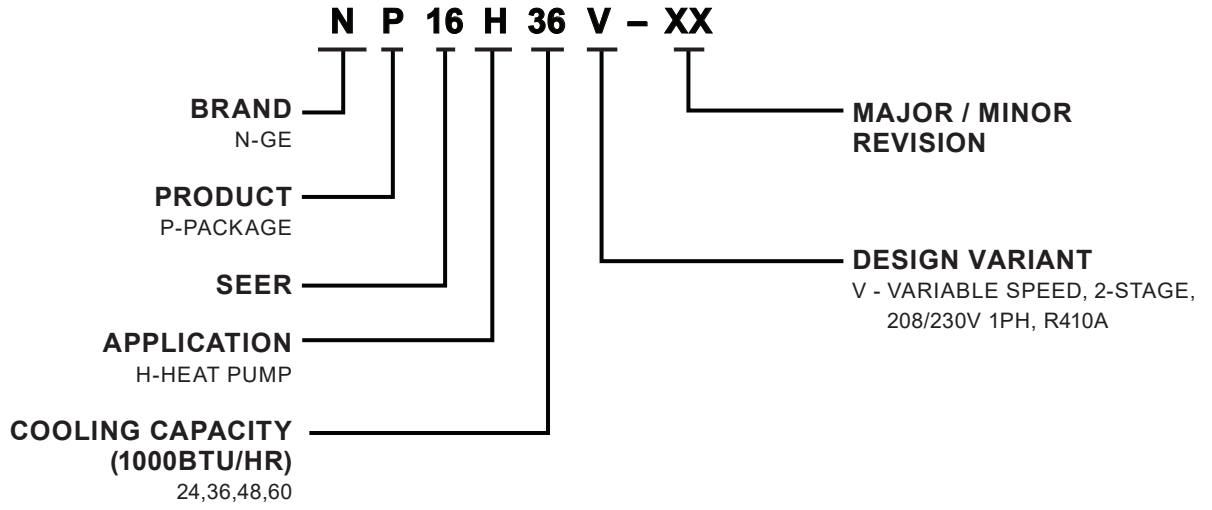 N P 16 H 36 V – XX
BRAND
N-GE
PRODUCT
P-PACKAGE
SEER
APPLICATION
H-HEAT PUMP
COOLING CAPACITY
(1000BTU/HR)
24,36,48,60
MAJOR / MINOR
REVISION
DESIGN VARIANT
V - VARIABLE SPEED, 2-STAGE,
208/230V 1PH, R410A